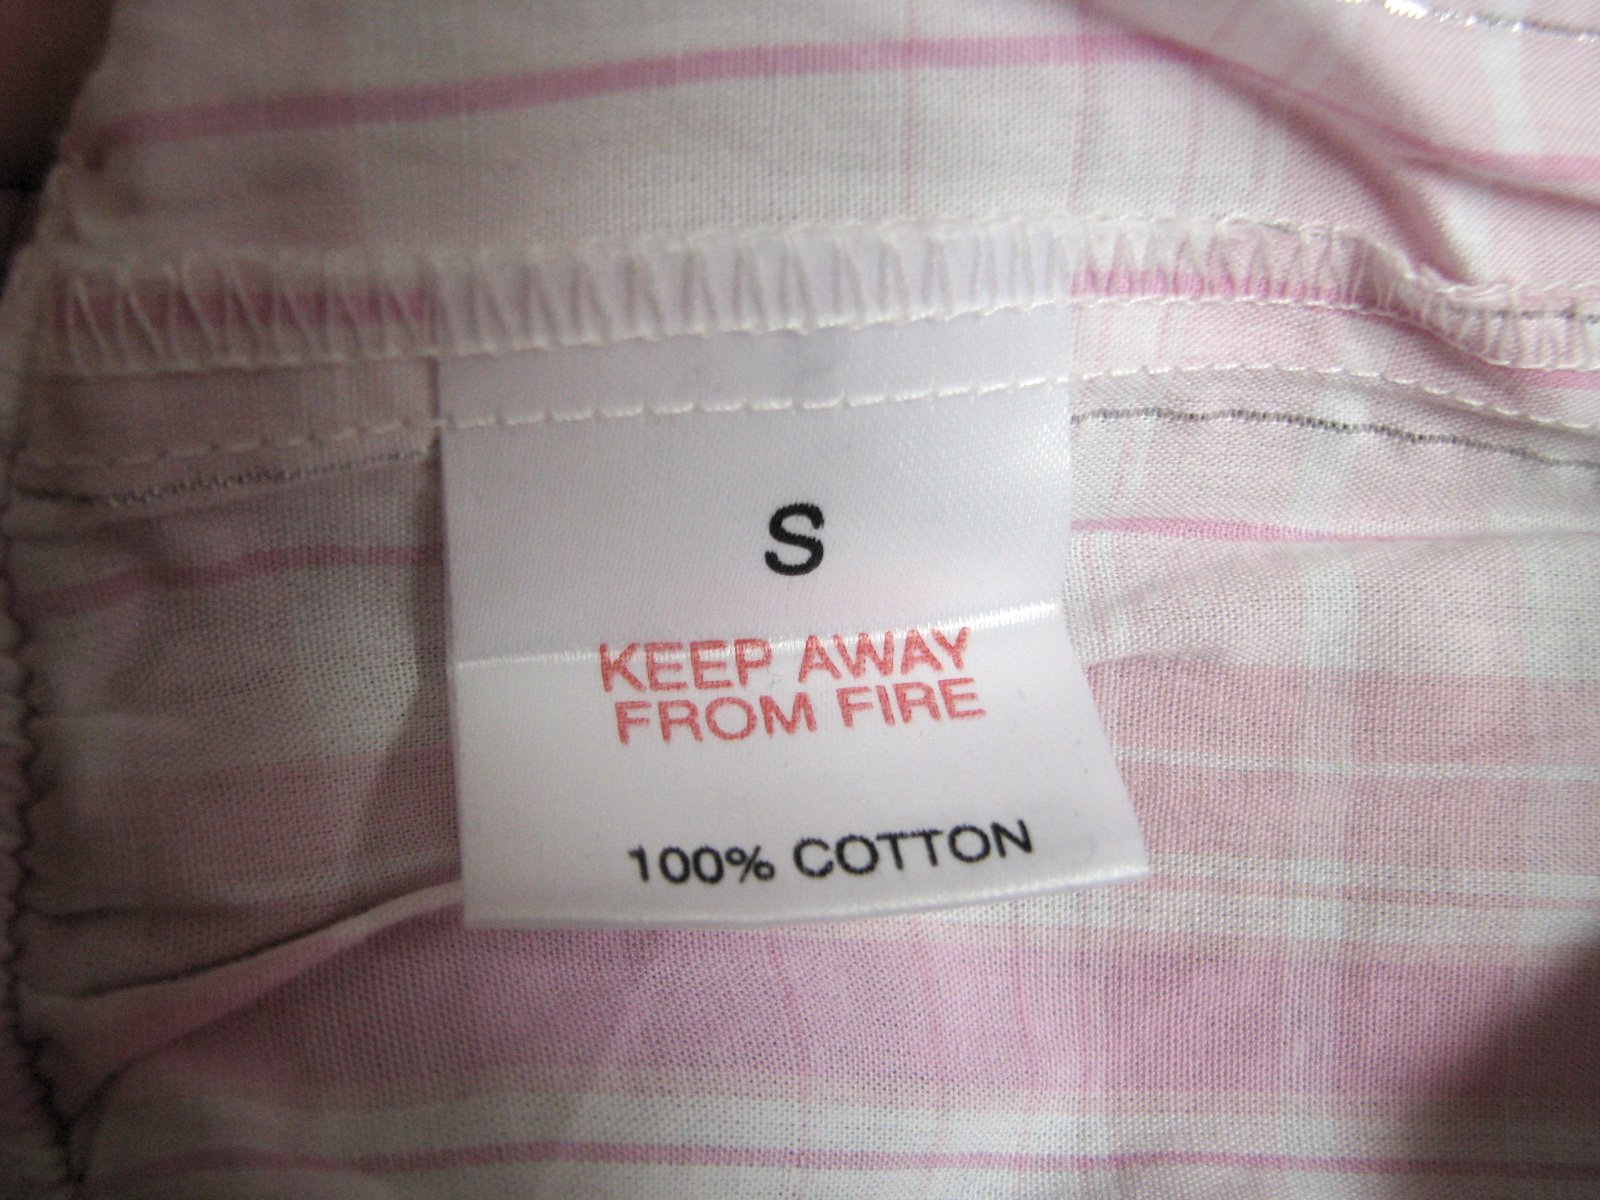 S
KEEP AWAY
FROM FIRE
100% COTTON